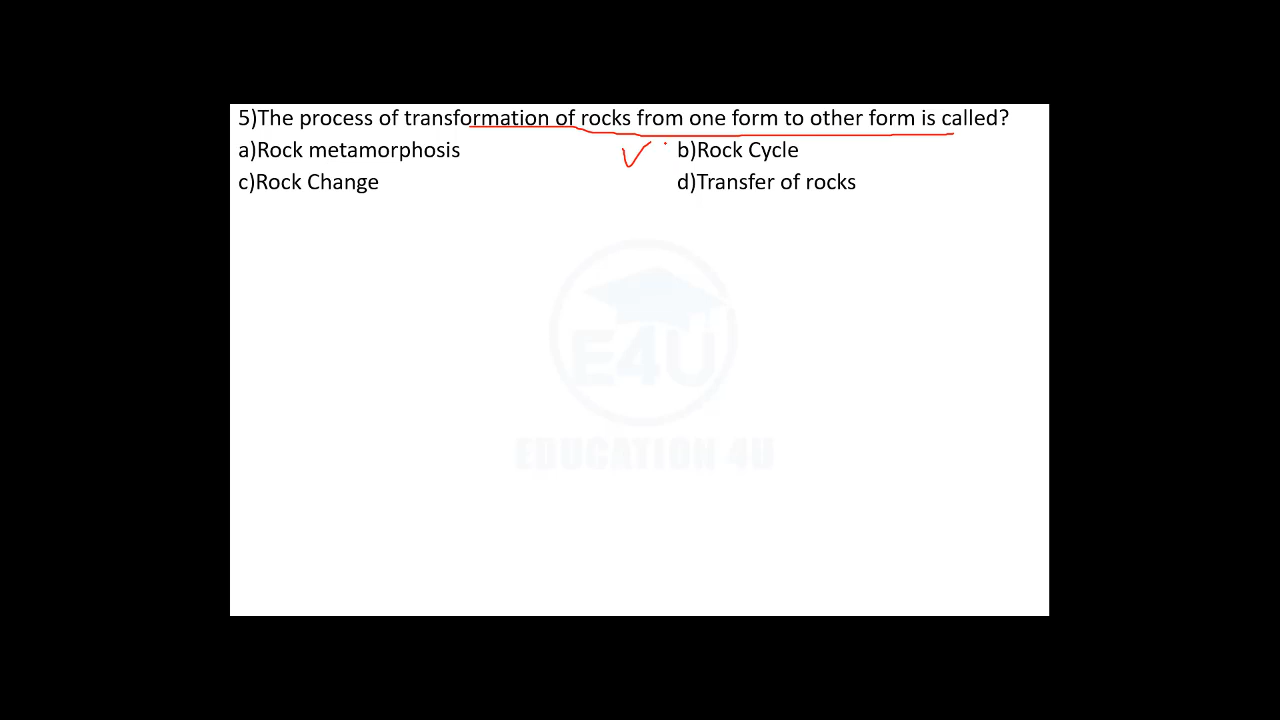 5)The process of transformation of rocks from one form to other form is called?
a)Rock metamorphosis b)Rock Cycle
c)Rock Change d)Transfer of rocks
E4U
EDUCATION 4U